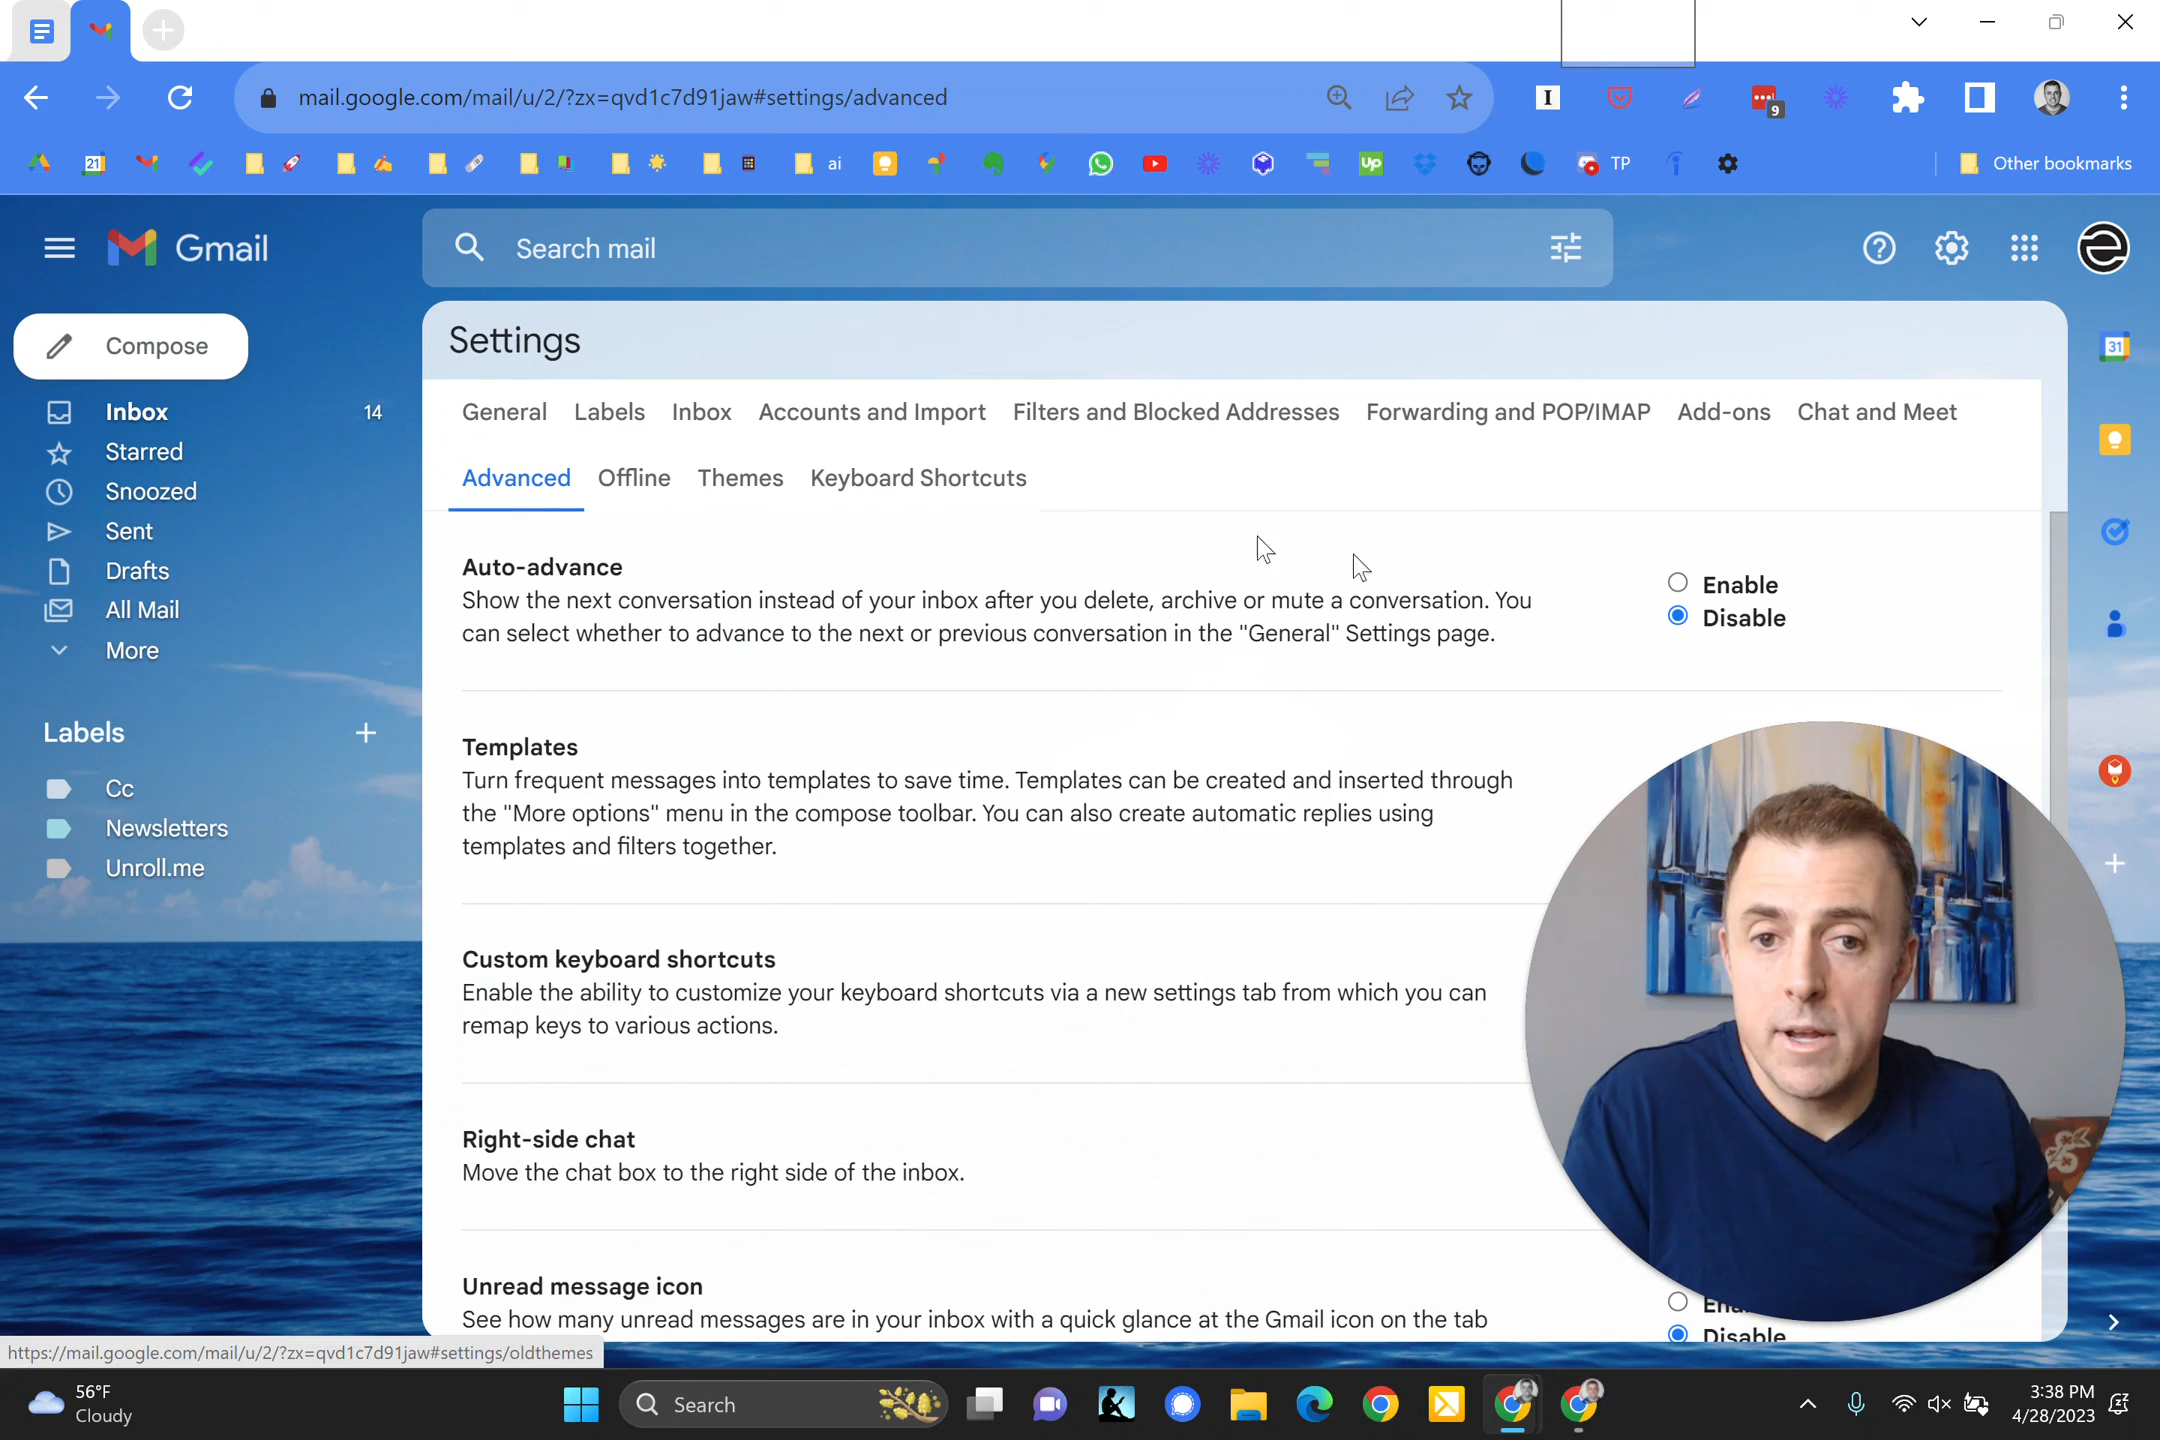 mail.google.com/mail/u/2/?zx=qvd1c7d91jaw#settings/advanced
9
21
ai
Up
TP
Other bookmarks
Gmail
Search mail
Compose
Settings
31
General Labels Inbox Accounts and Import Filters and Blocked Addresses Forwarding and POP/IMAP Add-ons Chat and Meet
Inbox 14
Starred
Advanced Offline Themes Keyboard Shortcuts
Snoozed
Sent
Drafts
All Mail
More
Auto-advance
Show the next conversation instead of your inbox after you delete, archive or mute a conversation. You
can select whether to advance to the next or previous conversation in the "General" Settings page.
Enable
Disable
Labels
Cc
Newsletters
Unroll.me
Templates
Turn frequent messages into templates to save time. Templates can be created and inserted through
the "More options" menu in the compose toolbar. You can also create automatic replies using
templates and filters together.
Custom keyboard shortcuts
Enable the ability to customize your keyboard shortcuts via a new settings tab from which you can
remap keys to various actions.
Right-side chat
Move the chat box to the right side of the inbox.
Unread message icon
See how many unread messages are in your inbox with a quick glance at the Gmail icon on the tab
Disable
https://mail.google.com/mail/u/2/?zx=qvd1c7d91jaw#settings/oldthemes
56°F
Cloudy
Search
3:38 PM
4/28/2023